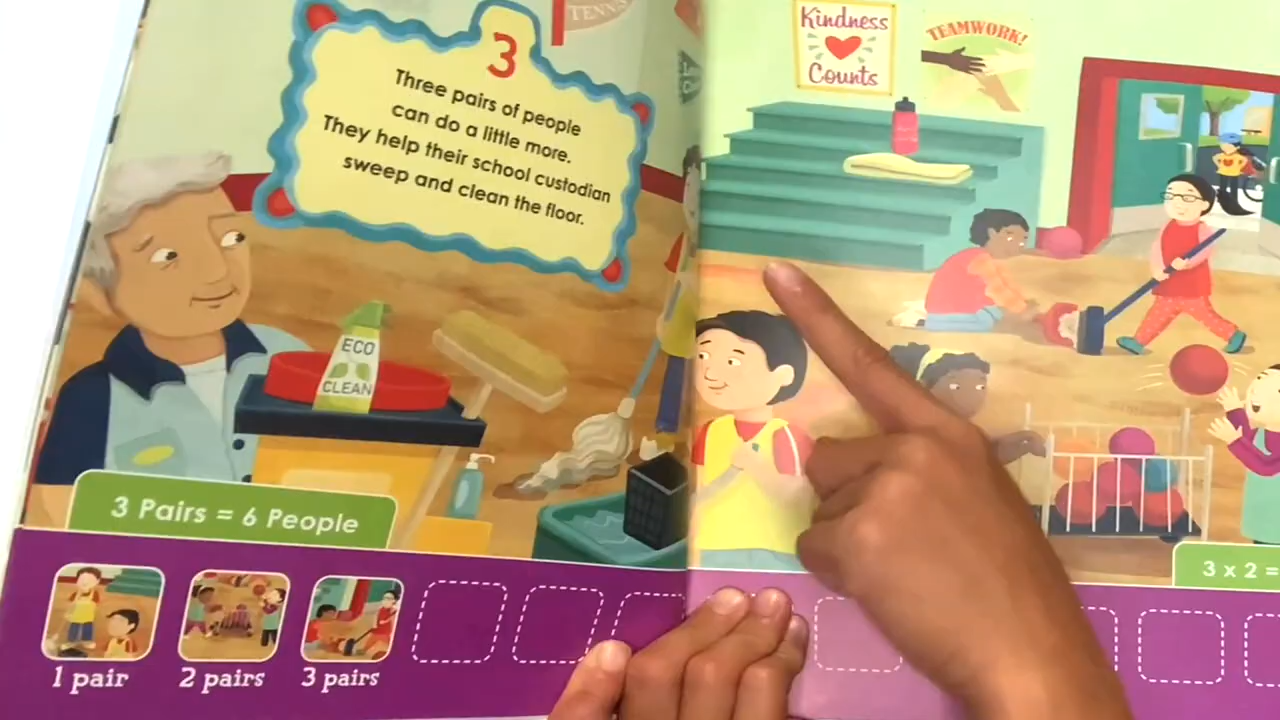 TENNIS
3
Three pairs of people
can do a little more.
They help their school custodian
sweep and clean the floor.
ECO
CLEAN
3 Pairs = 6 People
1 pair
2 pairs
3 pairs
Kindness
Counts
TEAMWORK!
3 x 2 =